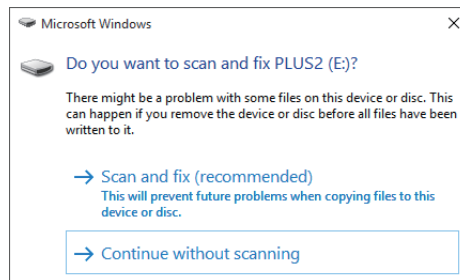 Microsoft Windows
Do you want to scan and fix PLUS2 (E:)?
There might be a problem with some files on this device or disc. This
can happen if you remove the device or disc before all files have been
written to it.
Scan and fix (recommended)
This will prevent future problems when copying files to this
device or disc.
Continue without scanning